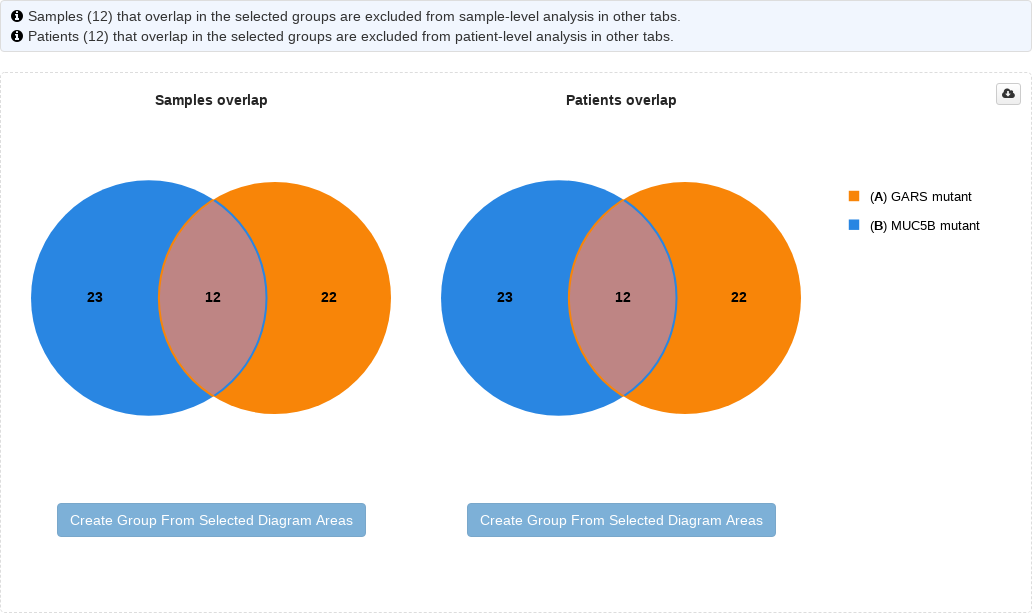 Samples (12) that overlap in the selected groups are excluded from sample-level analysis in other tabs.
Patients (12) that overlap in the selected groups are excluded from patient-level analysis in other tabs.
Samples overlap
23
12
22
Create Group From Selected Diagram Areas
Patients overlap
23
12
22
Create Group From Selected Diagram Areas
(A) GARS mutant
(B) MUC5B mutant